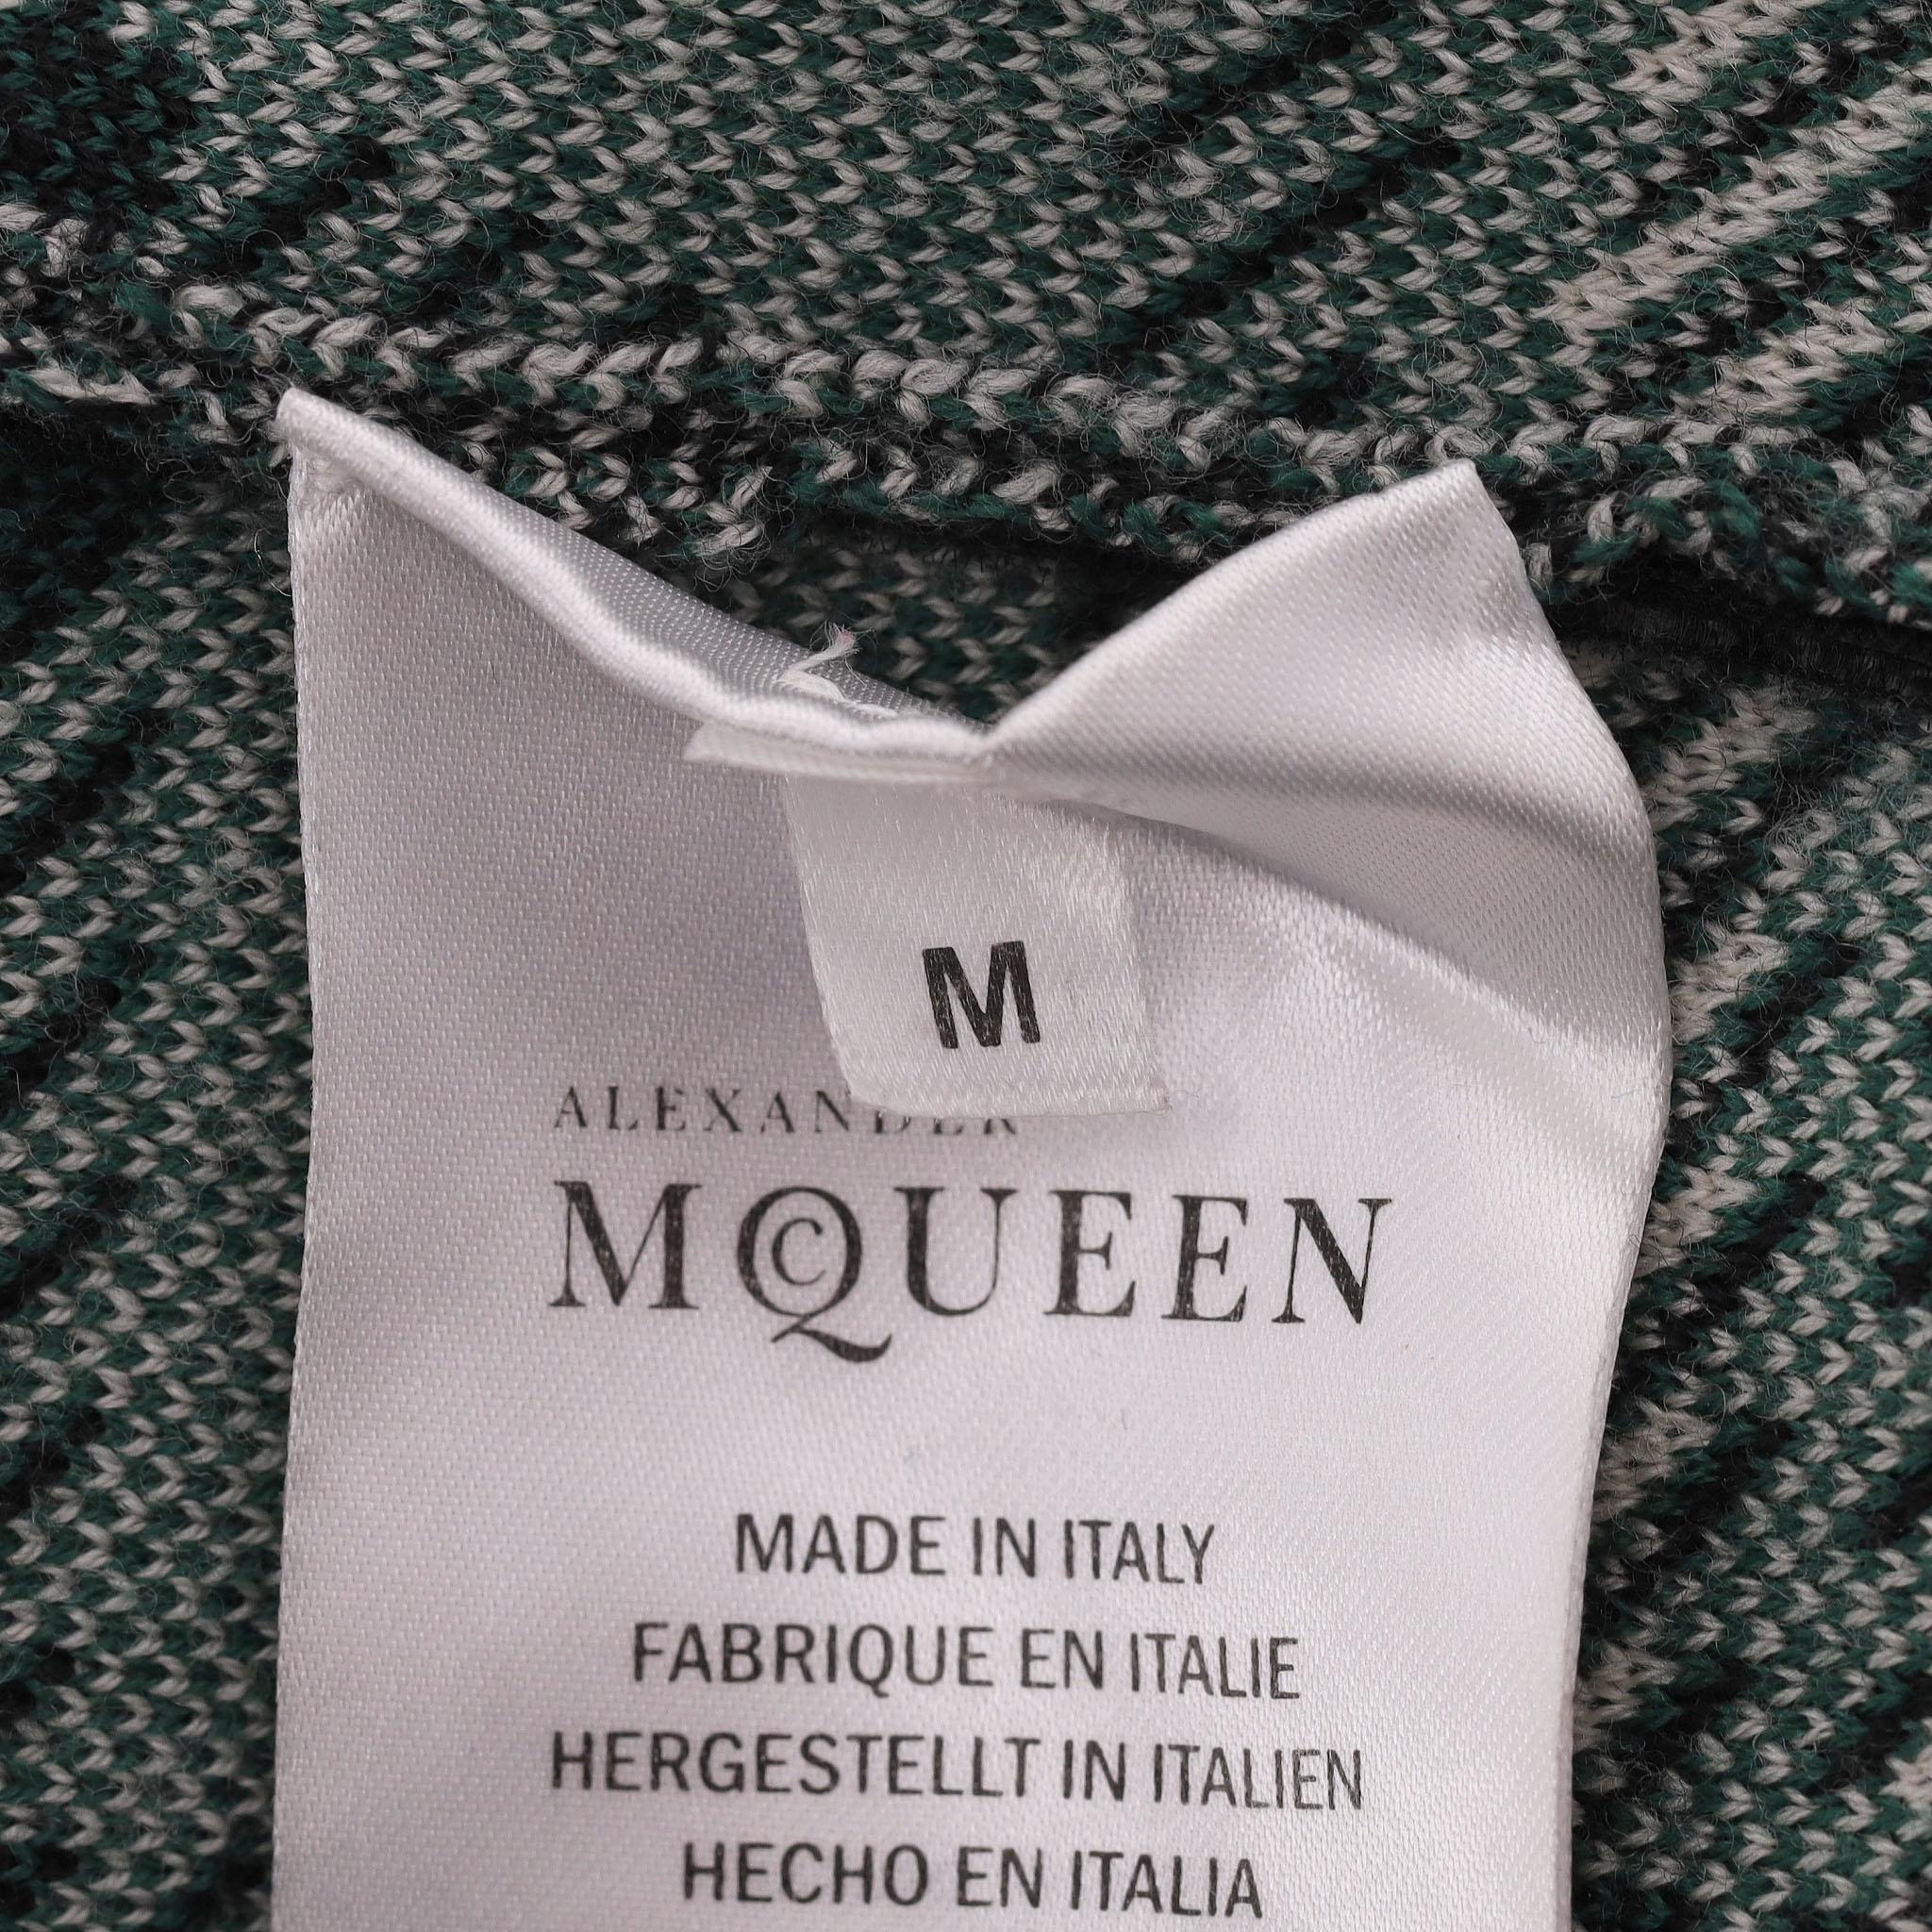 M
ALEXANDER
McQUEEN
MADE IN ITALY
FABRIQUE EN ITALIE
HERGESTELLT IN ITALIEN
HECHO EN ITALIA